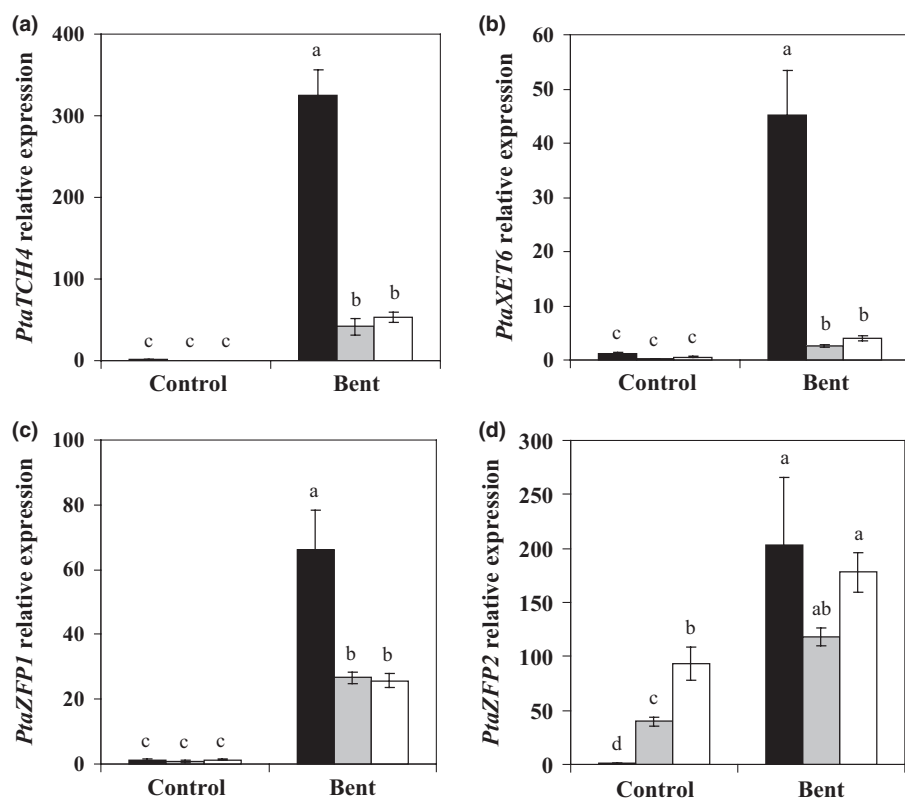 (a)
PtaTCH4 relative expression
400
300
200
100
0
c c c
a
b b
Control Bent
(b)
PtaXET6 relative expression
60
50
40
30
20
10
0
c c c
a
b b
Control Bent
(c)
PtaZFP1 relative expression
100
80
60
40
20
0
c c c
a
b b
Control Bent
(d)
PtaZFP2 relative expression
300
250
200
150
100
50
0
d c b
a ab a
Control Bent